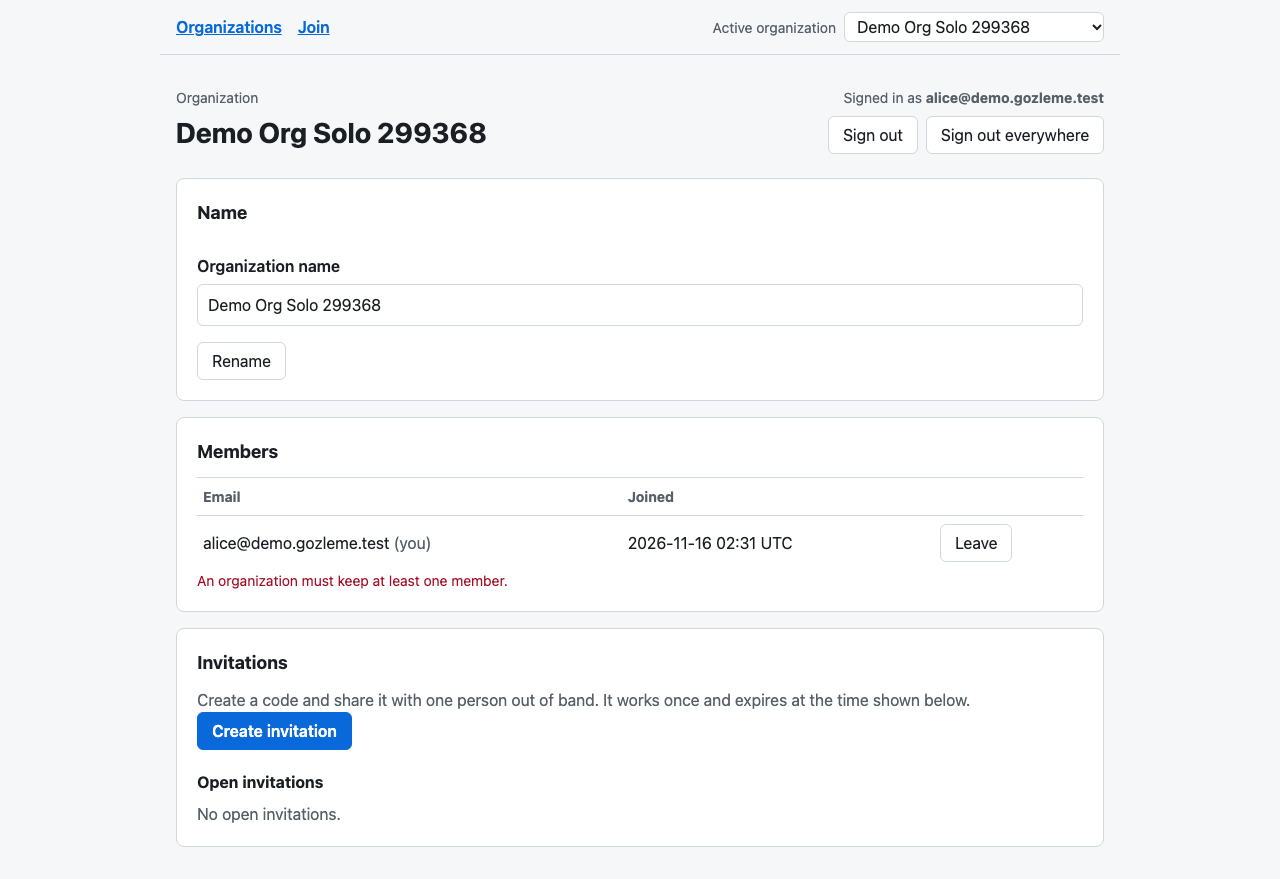 Organizations Join Active organization Demo Org Solo 299368
Organization Signed in as alice@demo.gozleme.test
Demo Org Solo 299368 Sign out Sign out everywhere
Name
Organization name
Demo Org Solo 299368
Rename
Members
Email Joined
alice@demo.gozleme.test (you) 2026-11-16 02:31 UTC Leave
An organization must keep at least one member.
Invitations
Create a code and share it with one person out of band. It works once and expires at the time shown below.
Create invitation
Open invitations
No open invitations.